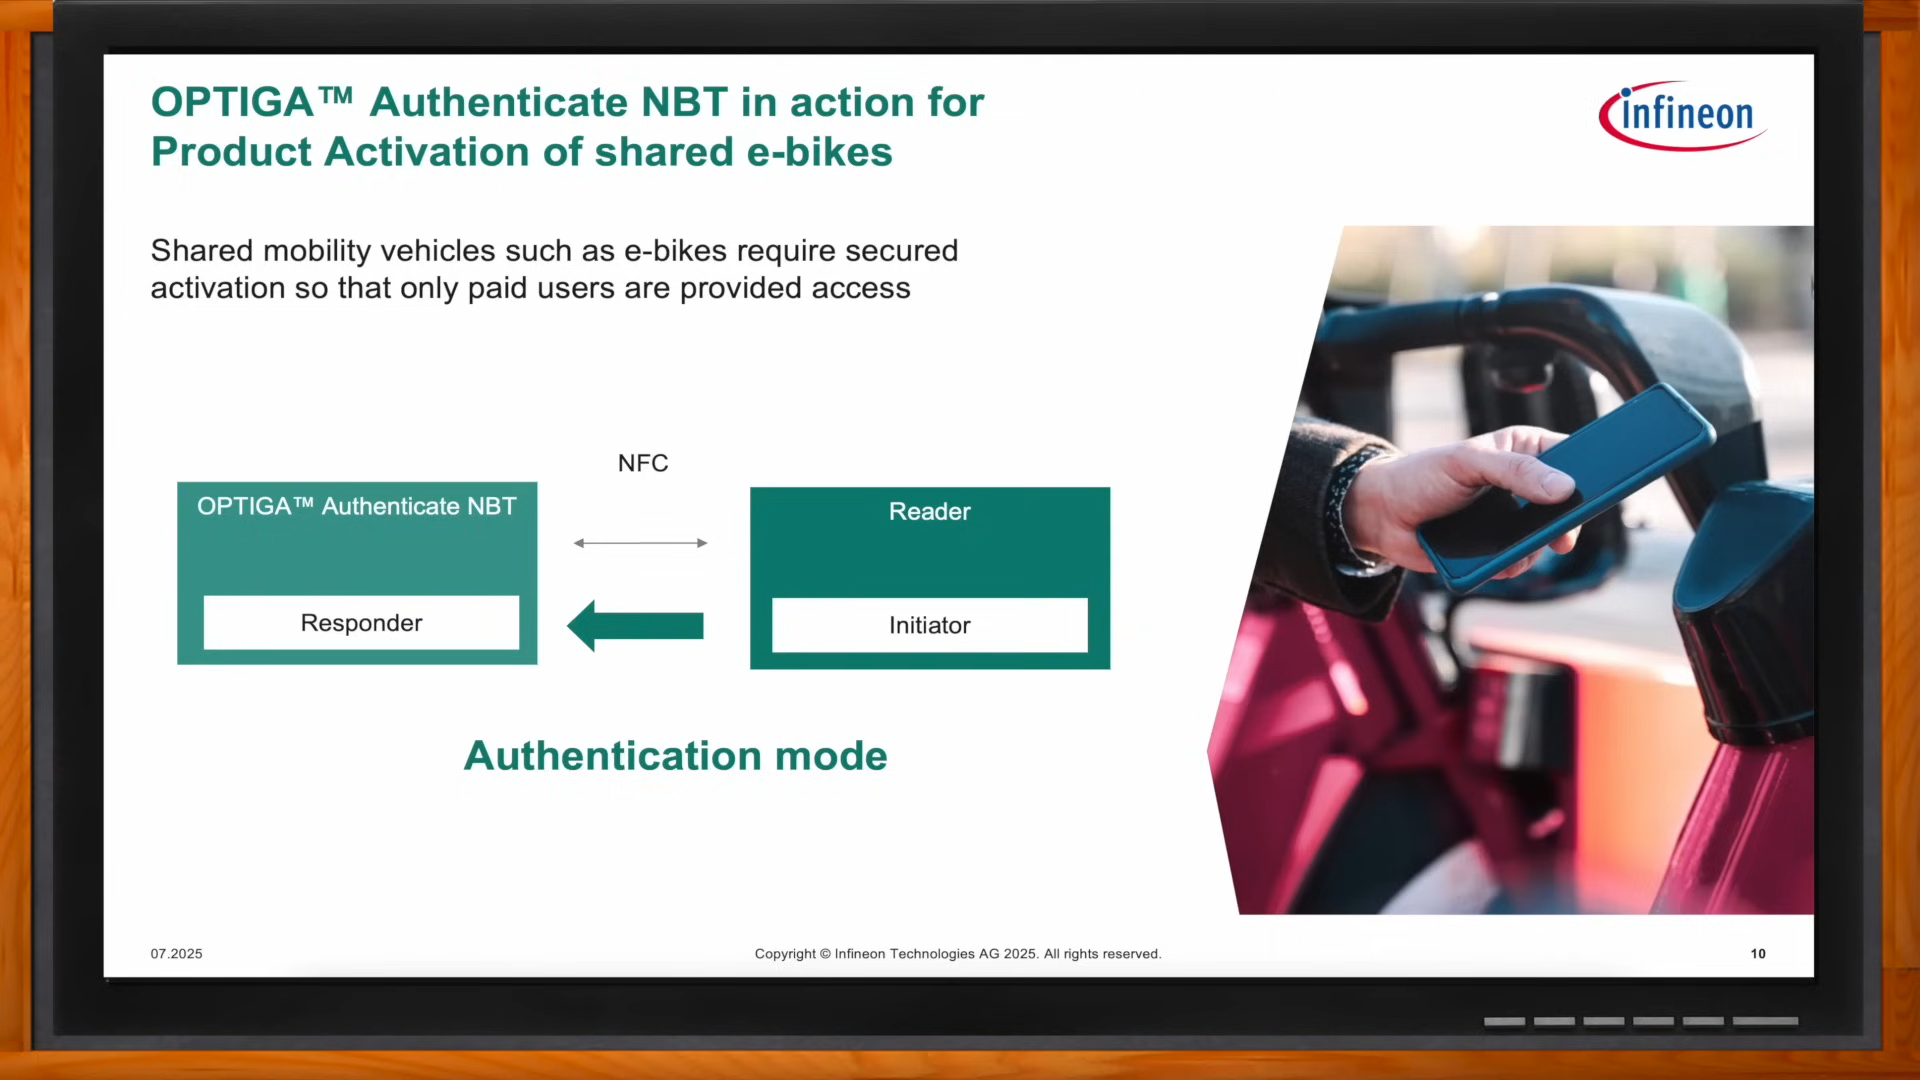 OPTIGA™ Authenticate NBT in action for
Product Activation of shared e-bikes
infineon
Shared mobility vehicles such as e-bikes require secured
activation so that only paid users are provided access
NFC
OPTIGA™ Authenticate NBT
Responder
Reader
Initiator
Authentication mode
07.2025
Copyright © Infineon Technologies AG 2025. All rights reserved.
10